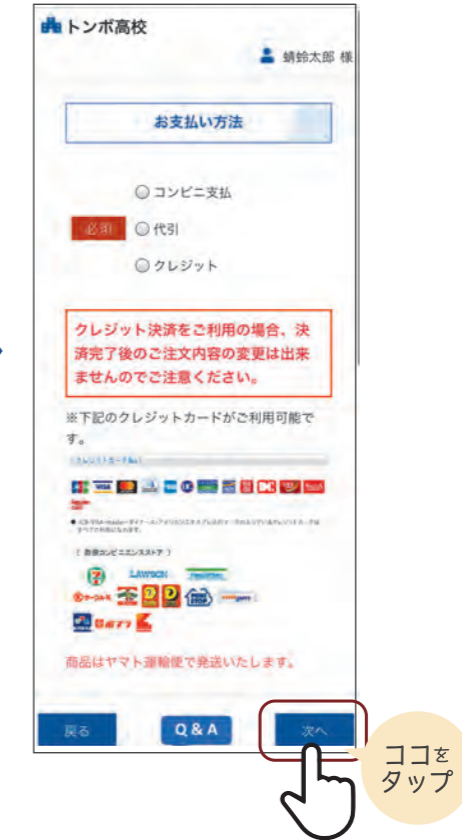 トンボ高校
蜻蛉太郎 様
お支払い方法
コンビニ支払
必須
代引
クレジット
クレジット決済をご利用の場合、決
済完了後のご注文内容の変更は出来
ませんのでご注意ください。
※下記のクレジットカードがご利用可能で
す。
VISA
LAWSON
商品はヤマト運輸便で発送いたします。
戻る
Q & A
次へ
ココを
タップ